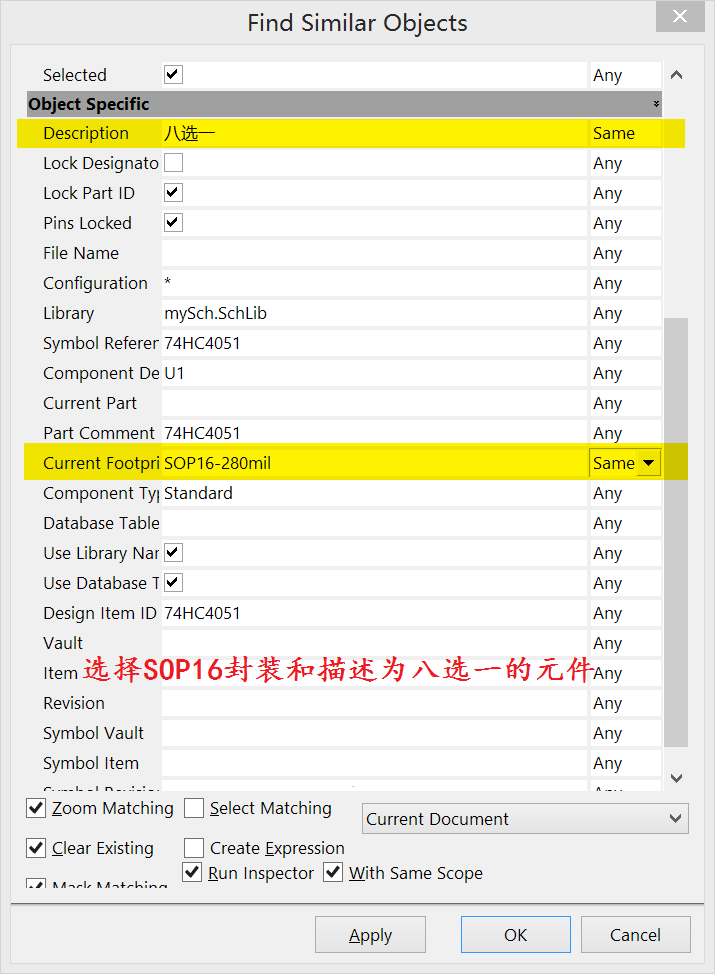 Find Similar Objects
Selected Any
Object Specific
Description 八选一 Same
Lock Designato Any
Lock Part ID Any
Pins Locked Any
File Name Any
Configuration * Any
Library mySch.SchLib Any
Symbol Referer 74HC4051 Any
Component De U1 Any
Current Part Any
Part Comment 74HC4051 Any
Current Footpri SOP16-280mil Same
Component Ty Standard Any
Database Table Any
Use Library Nar Any
Use Database T Any
Design Item ID 74HC4051 Any
Vault Any
Item 选择SOP16封装和描述为八选一的元件 Any
Revision Any
Symbol Vault Any
Symbol Item Any
Symbol Revision Any
Zoom Matching Select Matching Current Document
Clear Existing Create Expression
Run Inspector With Same Scope
Mask Matching
Apply OK Cancel